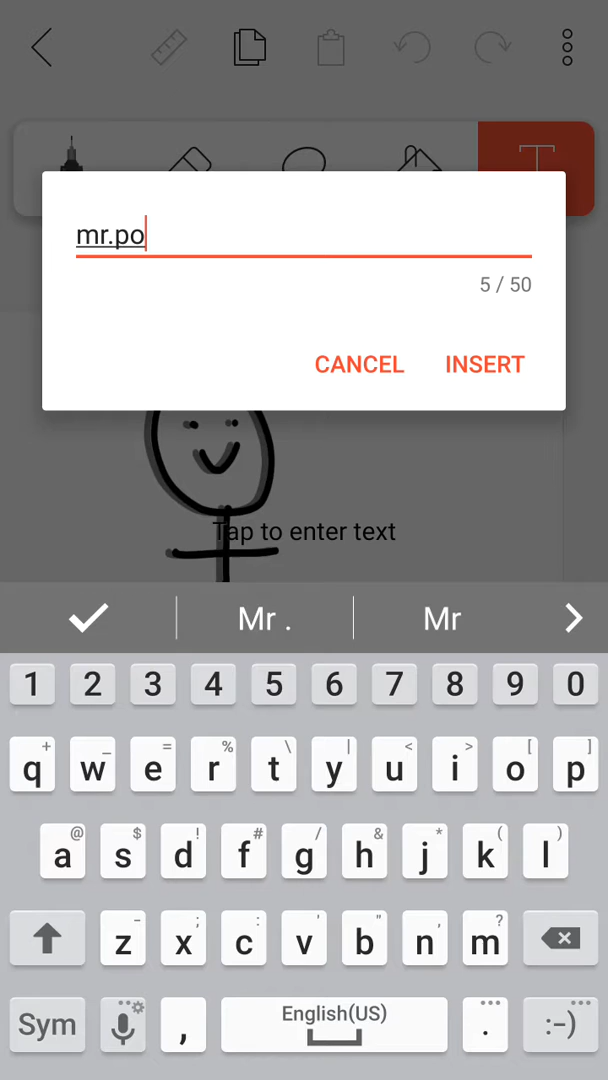 T
mr.po
5 / 50
CANCEL INSERT
Tap to enter text
Mr . Mr
1 2 3 4 5 6 7 8 9 0
+ _ = % \ | < > [ ]
q w e r t y u i o p
@ $ ! # / & * ( )
a s d f g h j k l
- ; : ' " , ?
z x c v b n m
Sym , English(US) . :-)